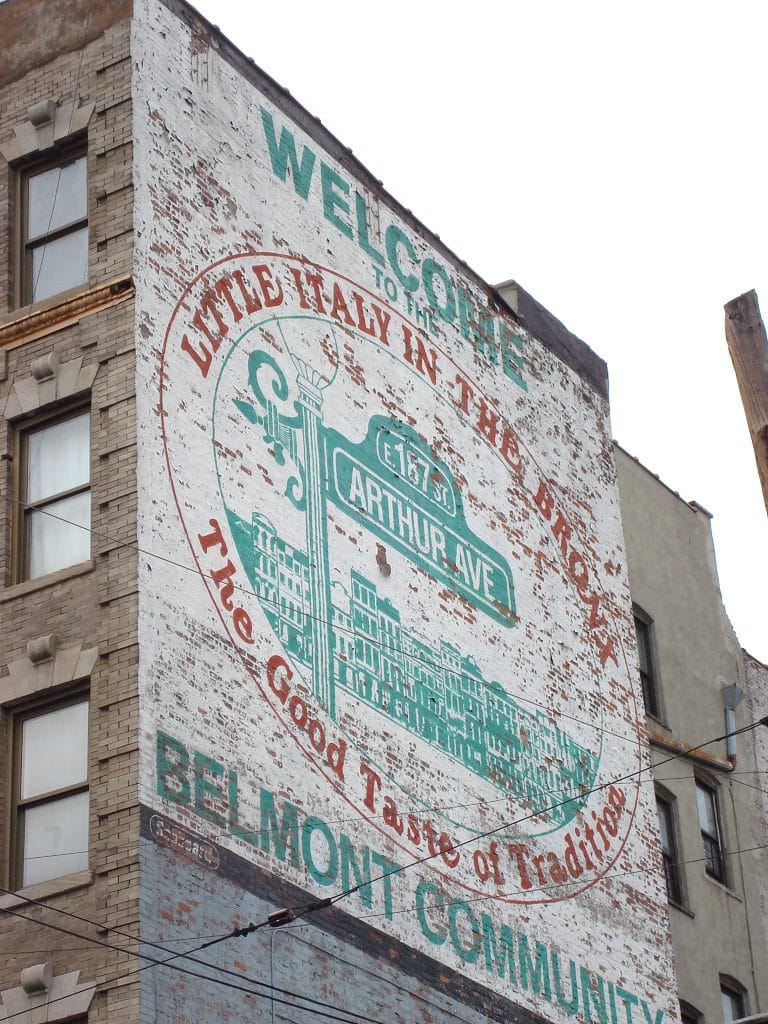 WELCOME
TO THE
LITTLE ITALY IN THE BRONX
E. 187 ST.
ARTHUR AVE
The Good Taste of Tradition
BELMONT COMMUNITY